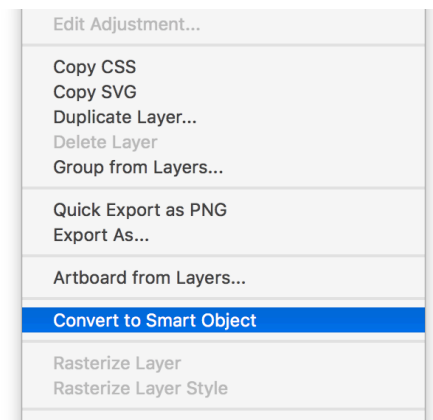 Edit Adjustment...
Copy CSS
Copy SVG
Duplicate Layer...
Delete Layer
Group from Layers...
Quick Export as PNG
Export As...
Artboard from Layers...
Convert to Smart Object
Rasterize Layer
Rasterize Layer Style